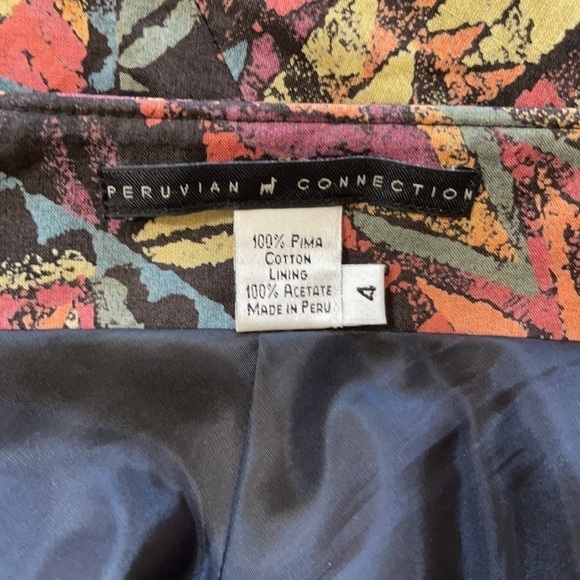 PERUVIAN CONNECTION
100% PIMA
COTTON
LINING
100% ACETATE
MADE IN PERU
4